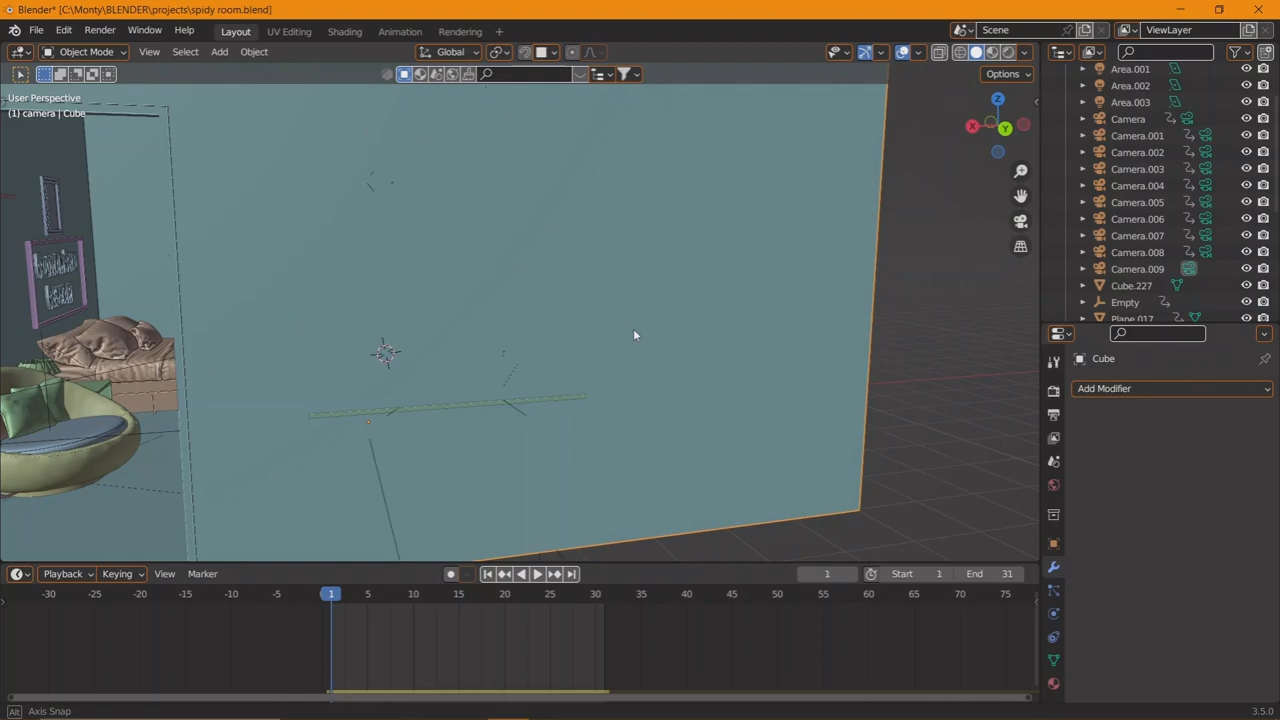 Blender* [C:\Monty\BLENDER\projects\spidy room.blend]
File Edit Render Window Help Layout UV Editing Shading Animation Rendering + Scene ViewLayer
Object Mode View Select Add Object Global
Options
User Perspective
(1) camera | Cube
Z
X
Y
Area.001
Area.002
Area.003
Camera
Camera.001
Camera.002
Camera.003
Camera.004
Camera.005
Camera.006
Camera.007
Camera.008
Camera.009
Cube.227
Empty
Plane.017
Cube
Add Modifier
Playback Keying View Marker 1 Start 1 End 31
-30 -25 -20 -15 -10 -5 1 5 10 15 20 25 30 35 40 45 50 55 60 65 70 75
Alt Axis Snap 3.5.0